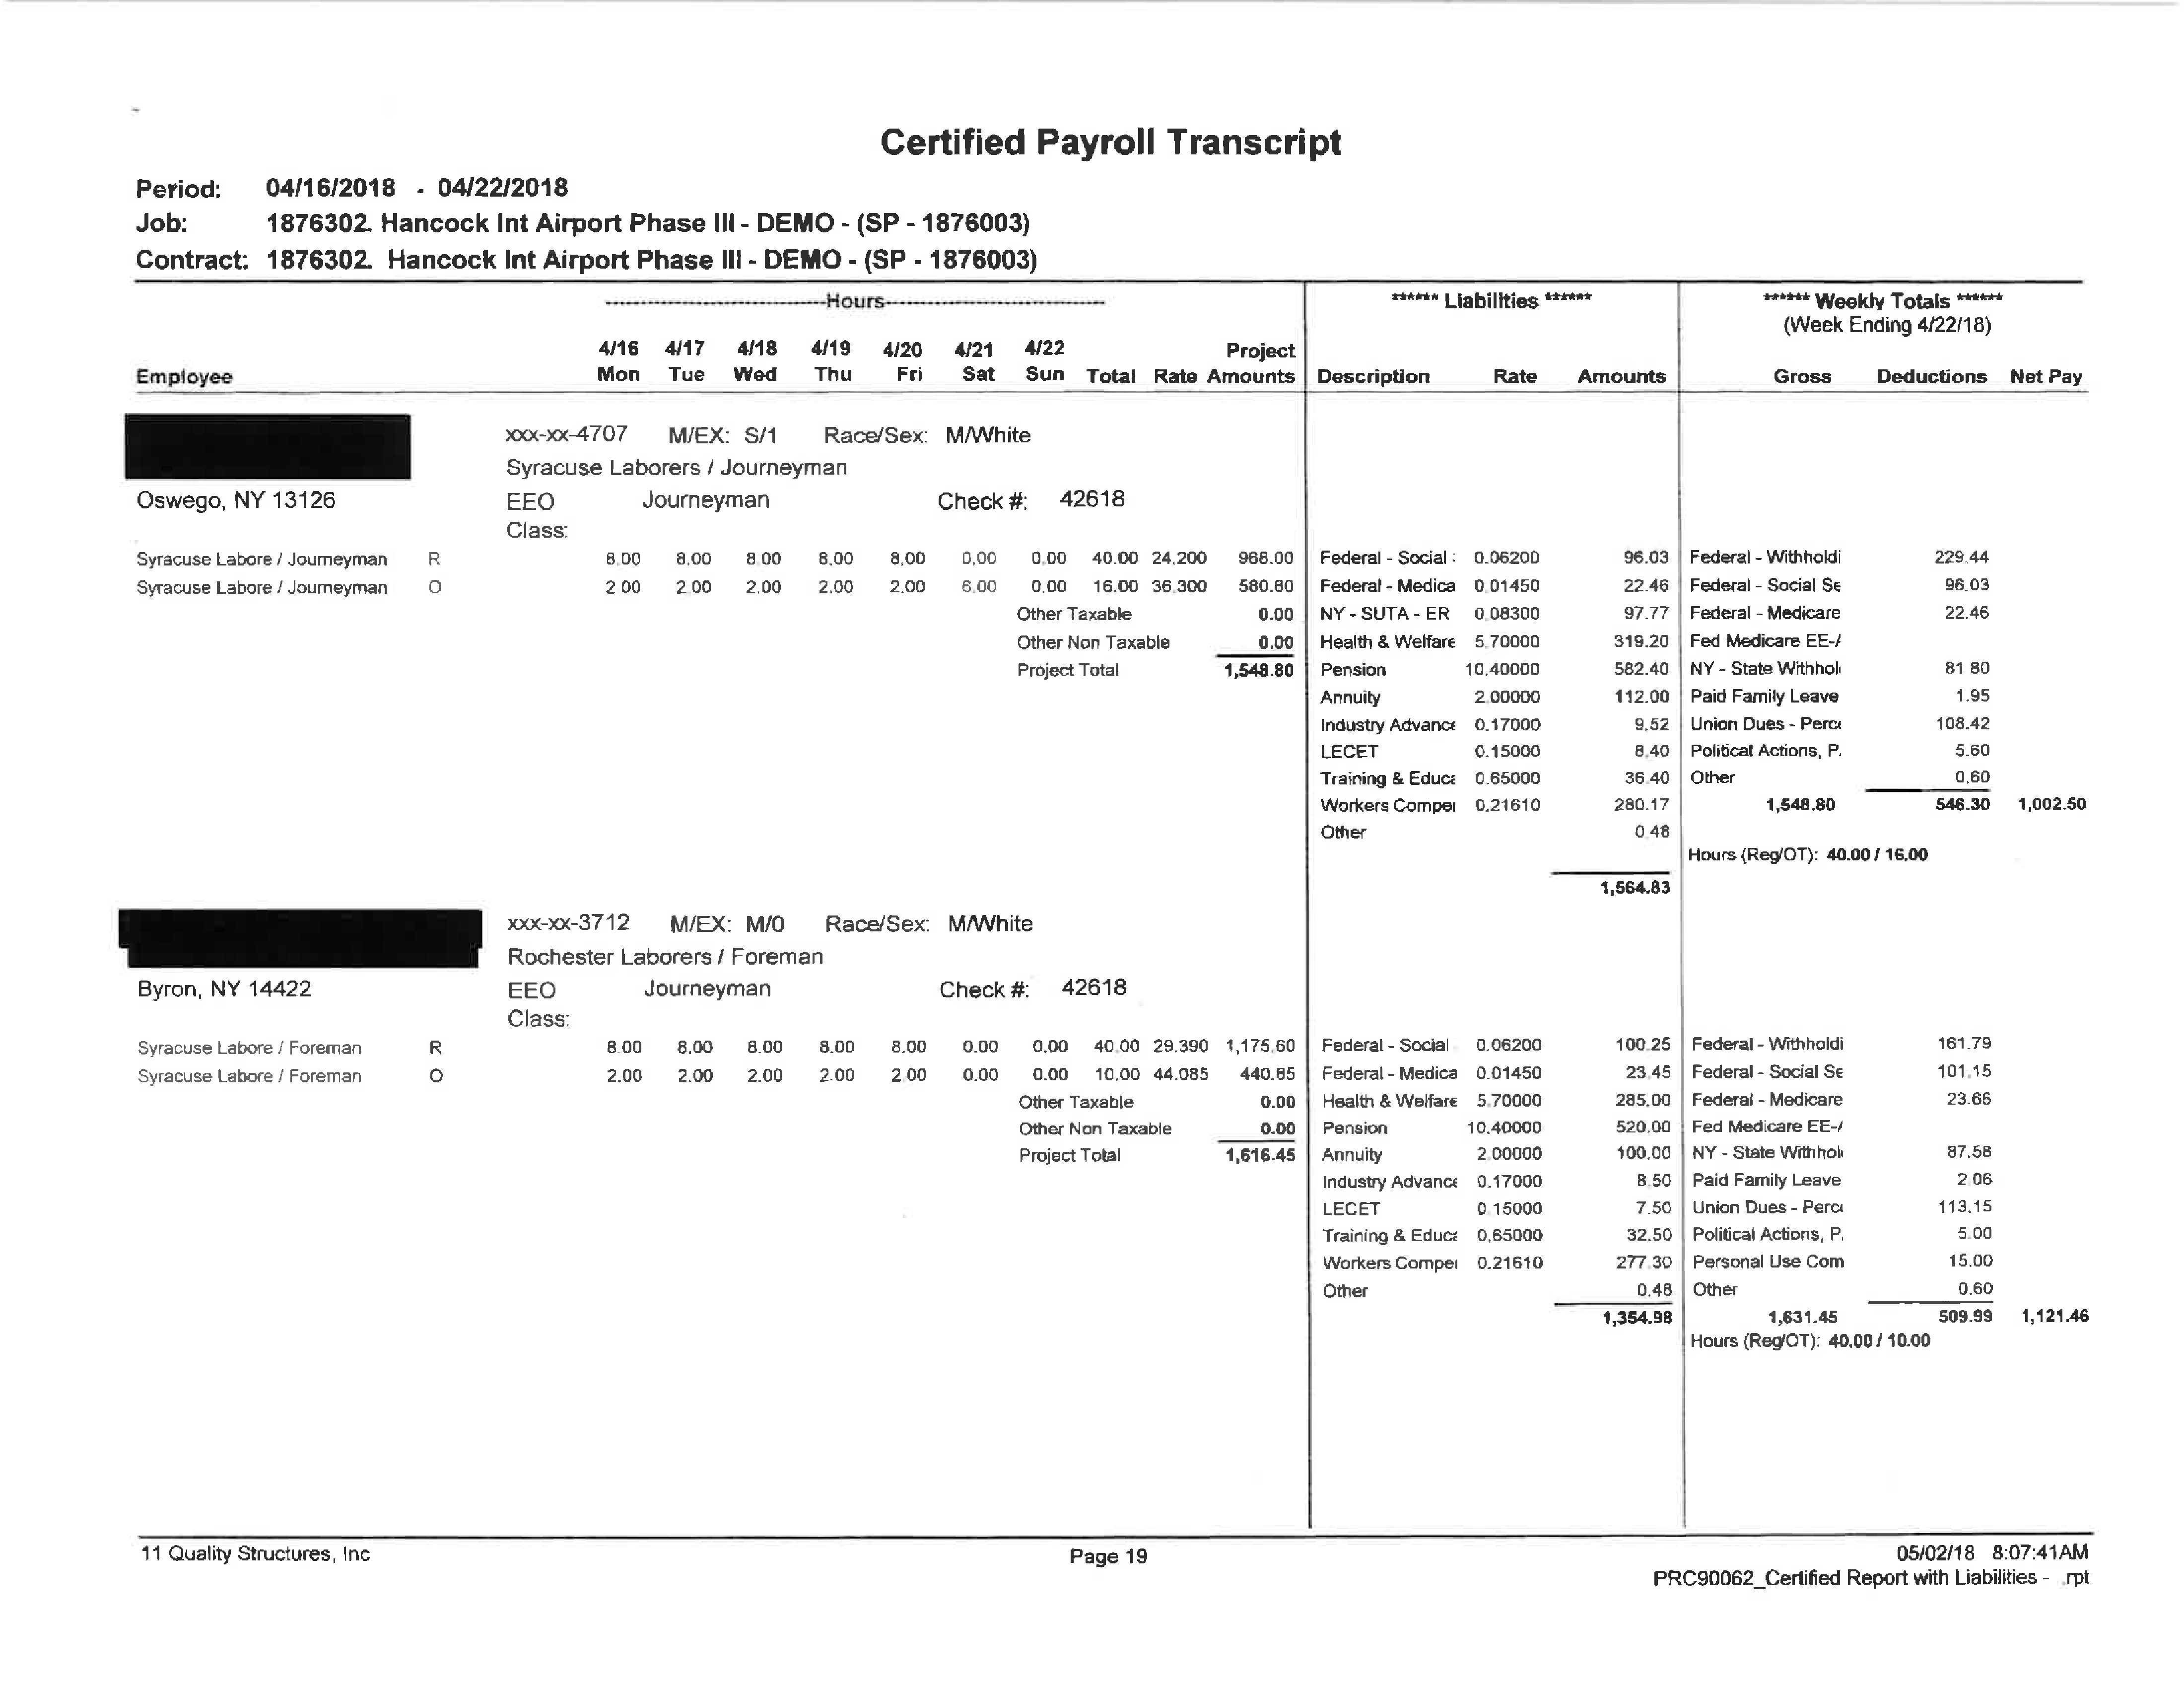 Certified Payroll Transcript
Period: 04/16/2018 - 04/22/2018
Job: 1876302. Hancock Int Airport Phase III - DEMO - (SP - 1876003)
Contract: 1876302. Hancock Int Airport Phase III - DEMO - (SP - 1876003)
----Hours---- ****** Liabilities ****** ****** Weekly Totals ******
(Week Ending 4/22/18)
4/16 4/17 4/18 4/19 4/20 4/21 4/22 Project
Employee Mon Tue Wed Thu Fri Sat Sun Total Rate Amounts Description Rate Amounts Gross Deductions Net Pay
xxx-xx-4707 M/EX: S/1 Race/Sex: M/White
Syracuse Laborers / Journeyman
Oswego, NY 13126 EEO Journeyman Check #: 42618
Class:
Syracuse Labore / Journeyman R 8.00 8.00 8.00 8.00 8.00 0.00 0.00 40.00 24.200 968.00 Federal - Social : 0.06200 96.03 Federal - Withholdi 229.44
Syracuse Labore / Journeyman O 2.00 2.00 2.00 2.00 2.00 6.00 0.00 16.00 36.300 580.80 Federal - Medica 0.01450 22.46 Federal - Social Se 96.03
Other Taxable 0.00 NY - SUTA - ER 0.08300 97.77 Federal - Medicare 22.46
Other Non Taxable 0.00 Health & Welfare 5.70000 319.20 Fed Medicare EE-/
Project Total 1,548.80 Pension 10.40000 582.40 NY - State Withhol 81.80
Annuity 2.00000 112.00 Paid Family Leave 1.95
Industry Advance 0.17000 9.52 Union Dues - Perce 108.42
LECET 0.15000 8.40 Political Actions, P. 5.60
Training & Educa 0.65000 36.40 Other 0.60
Workers Compen 0.21610 280.17 1,548.80 546.30 1,002.50
Other 0.48
Hours (Reg/OT): 40.00 / 16.00
1,564.83
xxx-xx-3712 M/EX: M/0 Race/Sex: M/White
Rochester Laborers / Foreman
Byron, NY 14422 EEO Journeyman Check #: 42618
Class:
Syracuse Labore / Foreman R 8.00 8.00 8.00 8.00 8.00 0.00 0.00 40.00 29.390 1,175.60 Federal - Social 0.06200 100.25 Federal - Withholdi 161.79
Syracuse Labore / Foreman O 2.00 2.00 2.00 2.00 2.00 0.00 0.00 10.00 44.085 440.85 Federal - Medica 0.01450 23.45 Federal - Social Se 101.15
Other Taxable 0.00 Health & Welfare 5.70000 285.00 Federal - Medicare 23.66
Other Non Taxable 0.00 Pension 10.40000 520.00 Fed Medicare EE-/
Project Total 1,616.45 Annuity 2.00000 100.00 NY - State Withhol 87.58
Industry Advance 0.17000 8.50 Paid Family Leave 2.06
LECET 0.15000 7.50 Union Dues - Perce 113.15
Training & Educa 0.65000 32.50 Political Actions, P. 5.00
Workers Compen 0.21610 277.30 Personal Use Com 15.00
Other 0.48 Other 0.60
1,354.98 1,631.45 509.99 1,121.46
Hours (Reg/OT): 40.00 / 10.00
11 Quality Structures, Inc Page 19 05/02/18 8:07:41AM
PRC90062_Certified Report with Liabilities - .rpt